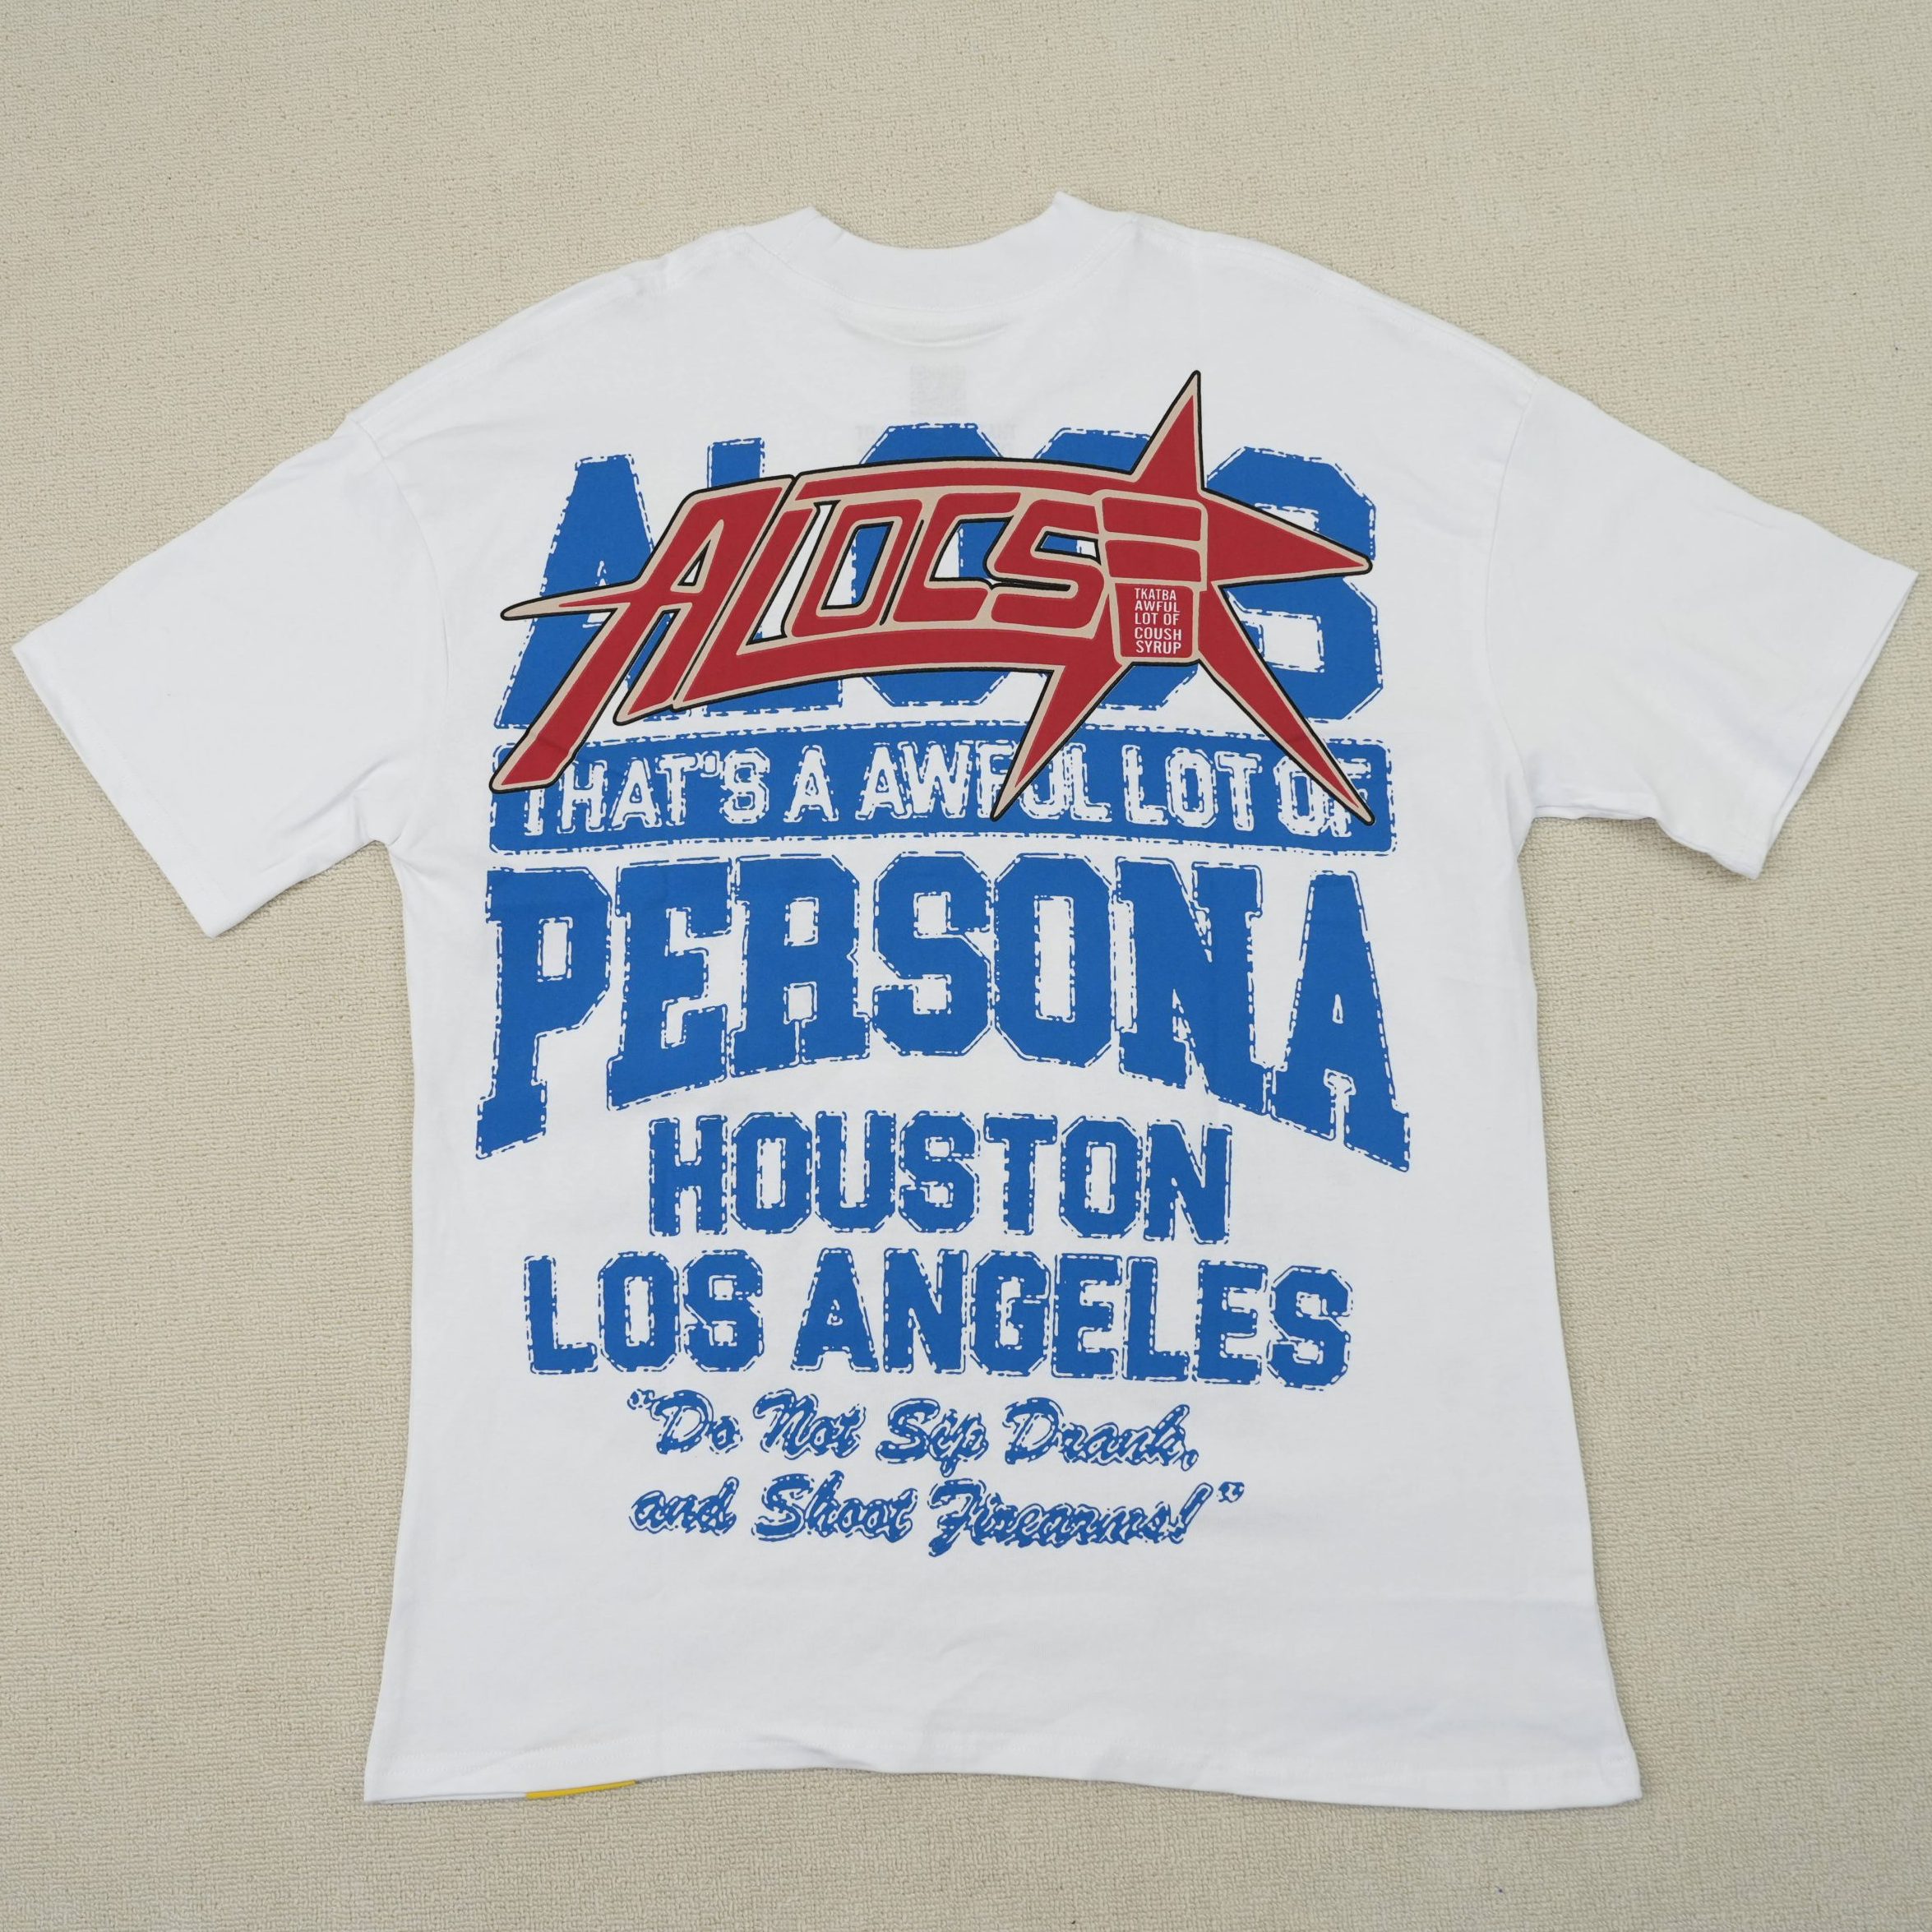 ALOCS
ALOCS
TKATBA
AWFUL
LOT OF
COUSH
SYRUP
THAT'S A AWFUL LOT OF
PERSONA
HOUSTON
LOS ANGELES
"Do Not Sip Drank,
and Shoot Firearms!"